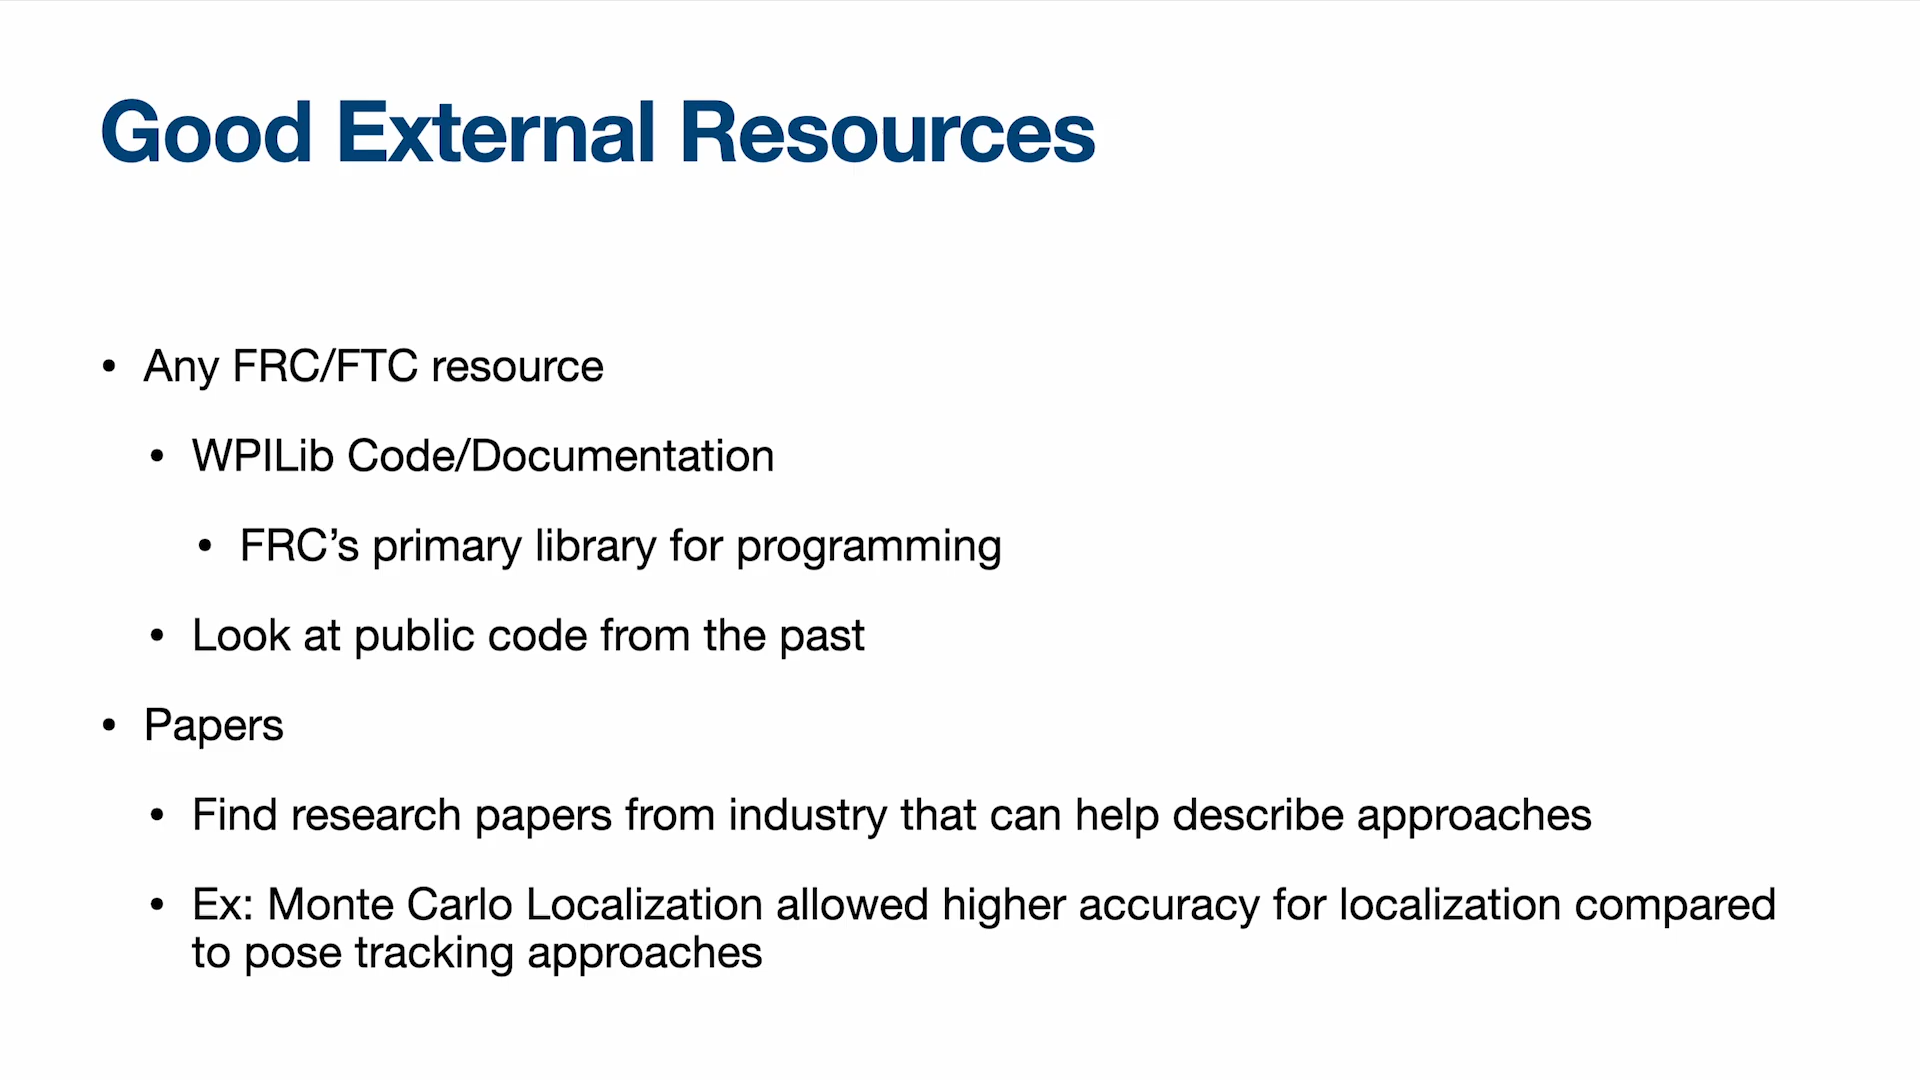 Good External Resources
• Any FRC/FTC resource
• WPILib Code/Documentation
• FRC’s primary library for programming
• Look at public code from the past
• Papers
• Find research papers from industry that can help describe approaches
• Ex: Monte Carlo Localization allowed higher accuracy for localization compared
to pose tracking approaches